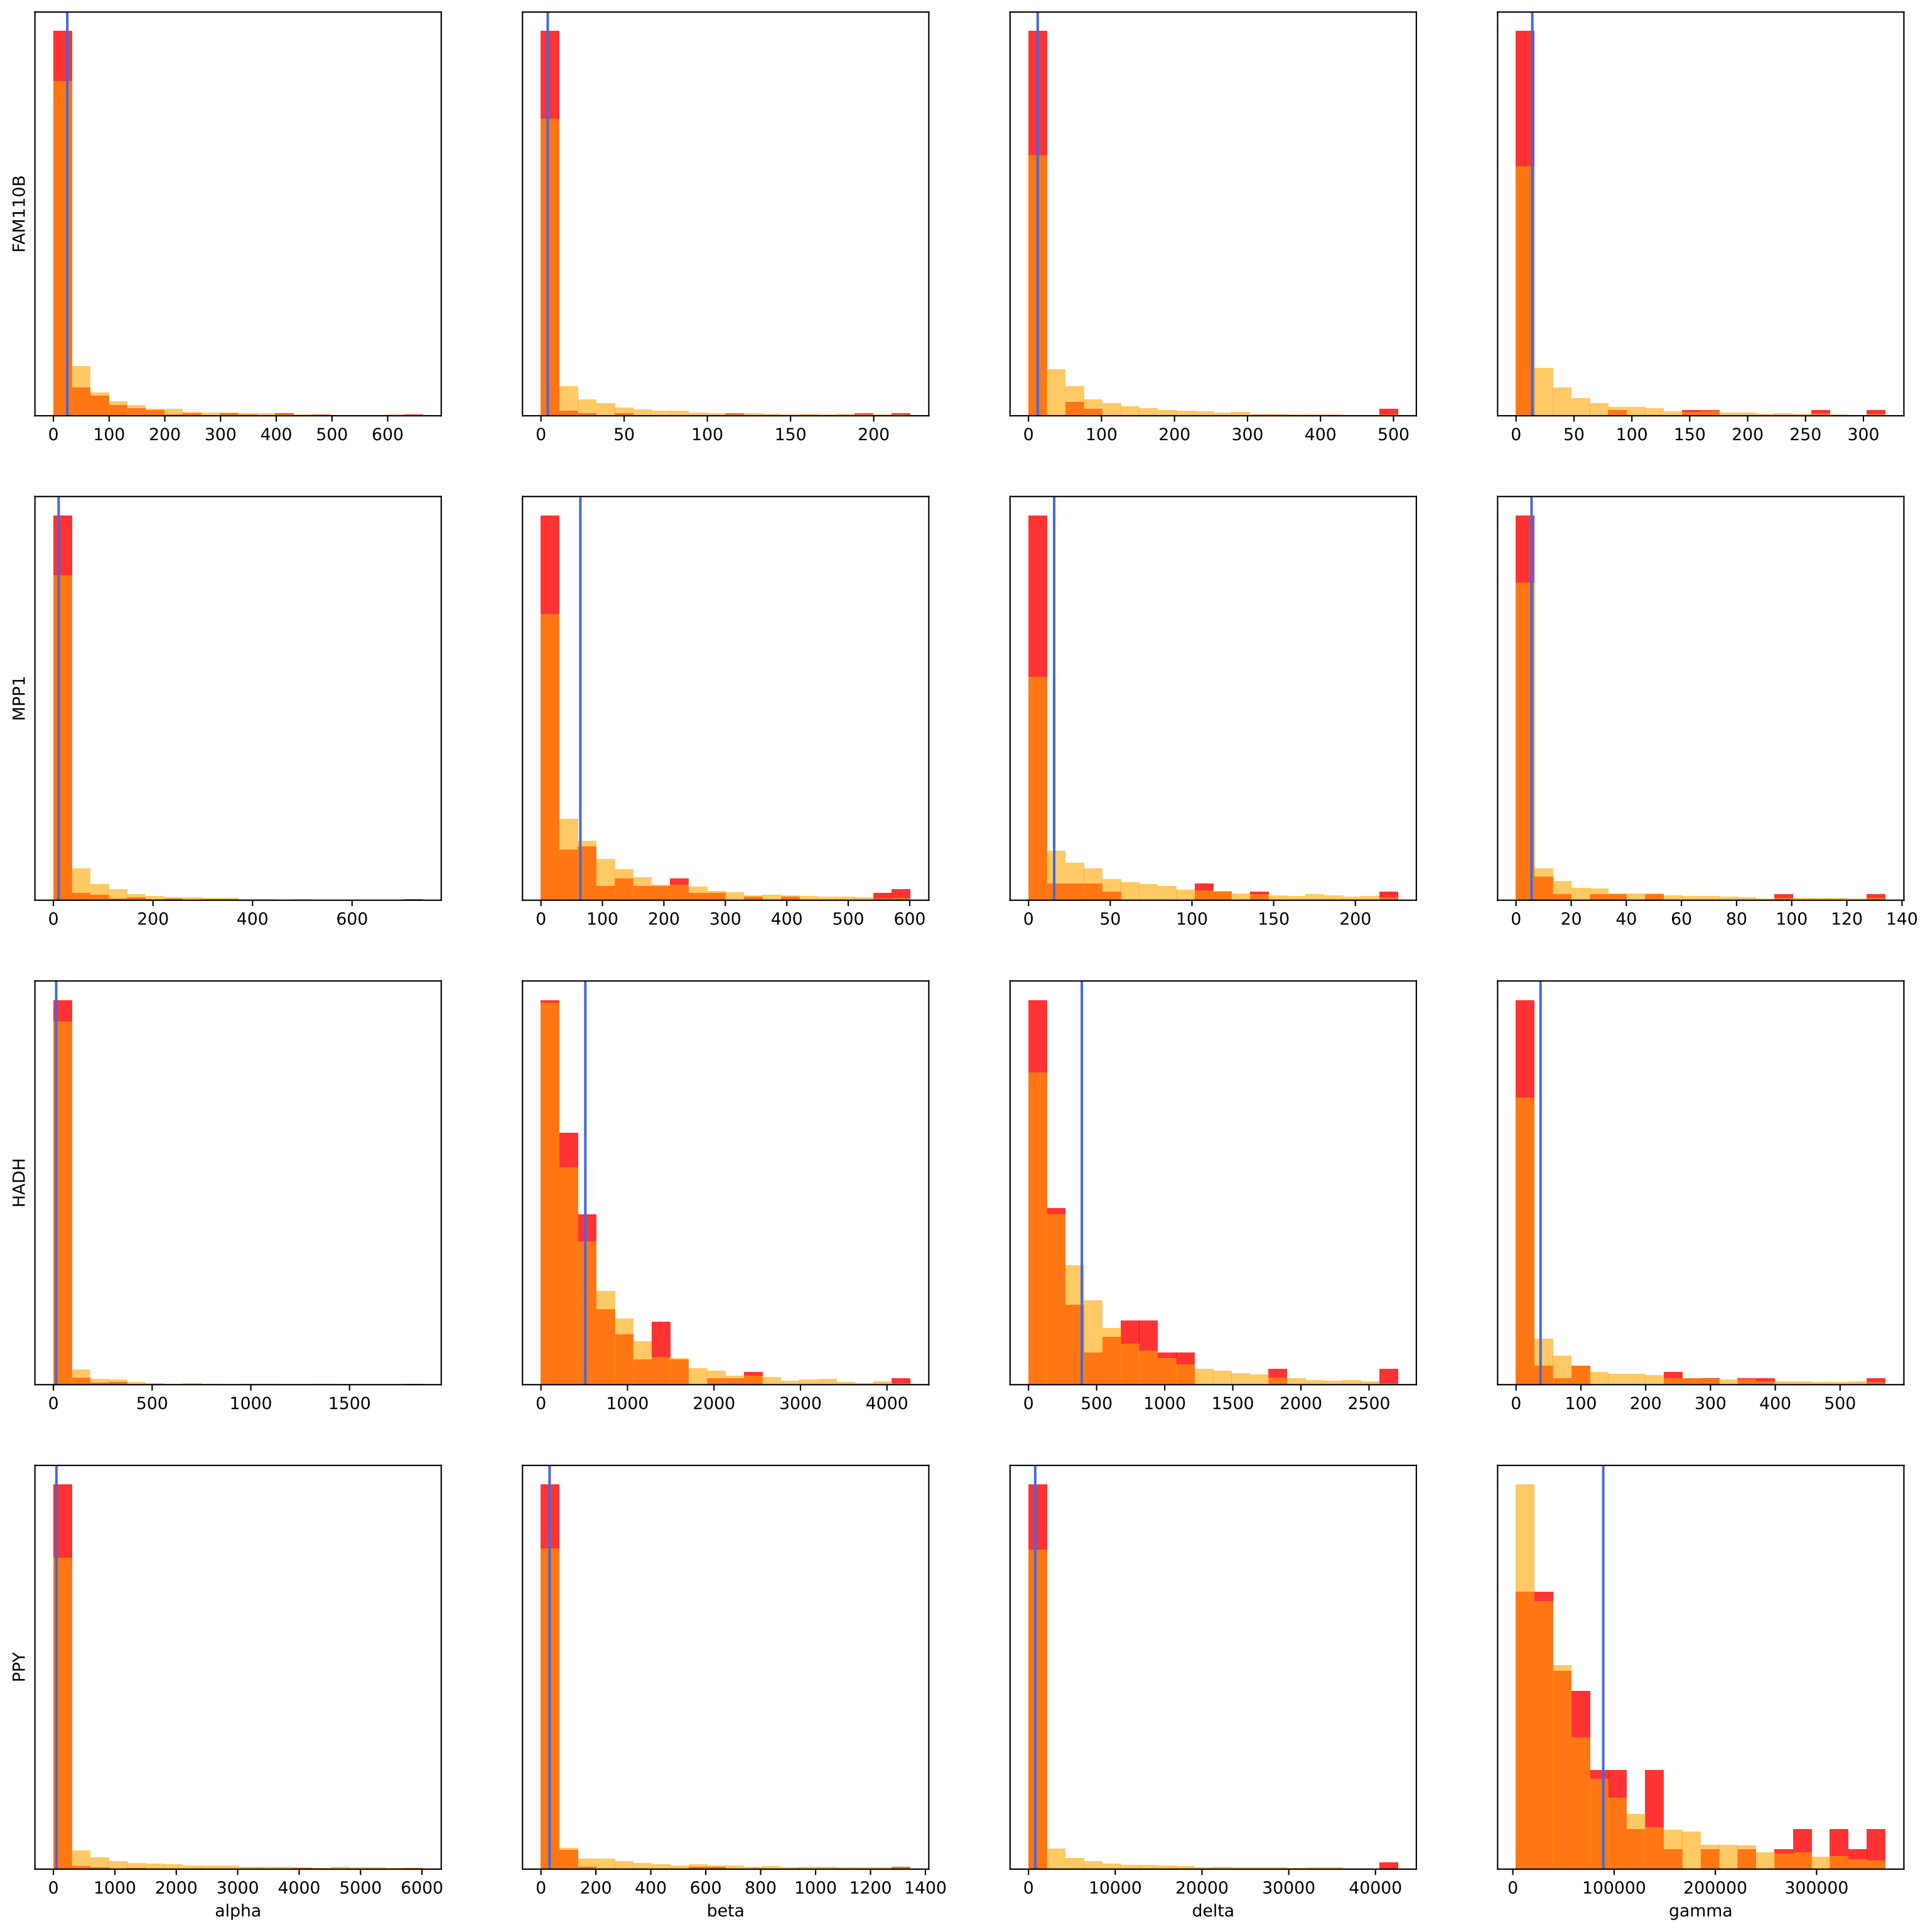 FAM110B
0 100 200 300 400 500 600
0 50 100 150 200
0 100 200 300 400 500
0 50 100 150 200 250 300
MPP1
0 200 400 600
0 100 200 300 400 500 600
0 50 100 150 200
0 20 40 60 80 100 120 140
HADH
0 500 1000 1500
0 1000 2000 3000 4000
0 500 1000 1500 2000 2500
0 100 200 300 400 500
PPY
0 1000 2000 3000 4000 5000 6000
0 200 400 600 800 1000 1200 1400
0 10000 20000 30000 40000
0 100000 200000 300000
alpha
beta
delta
gamma